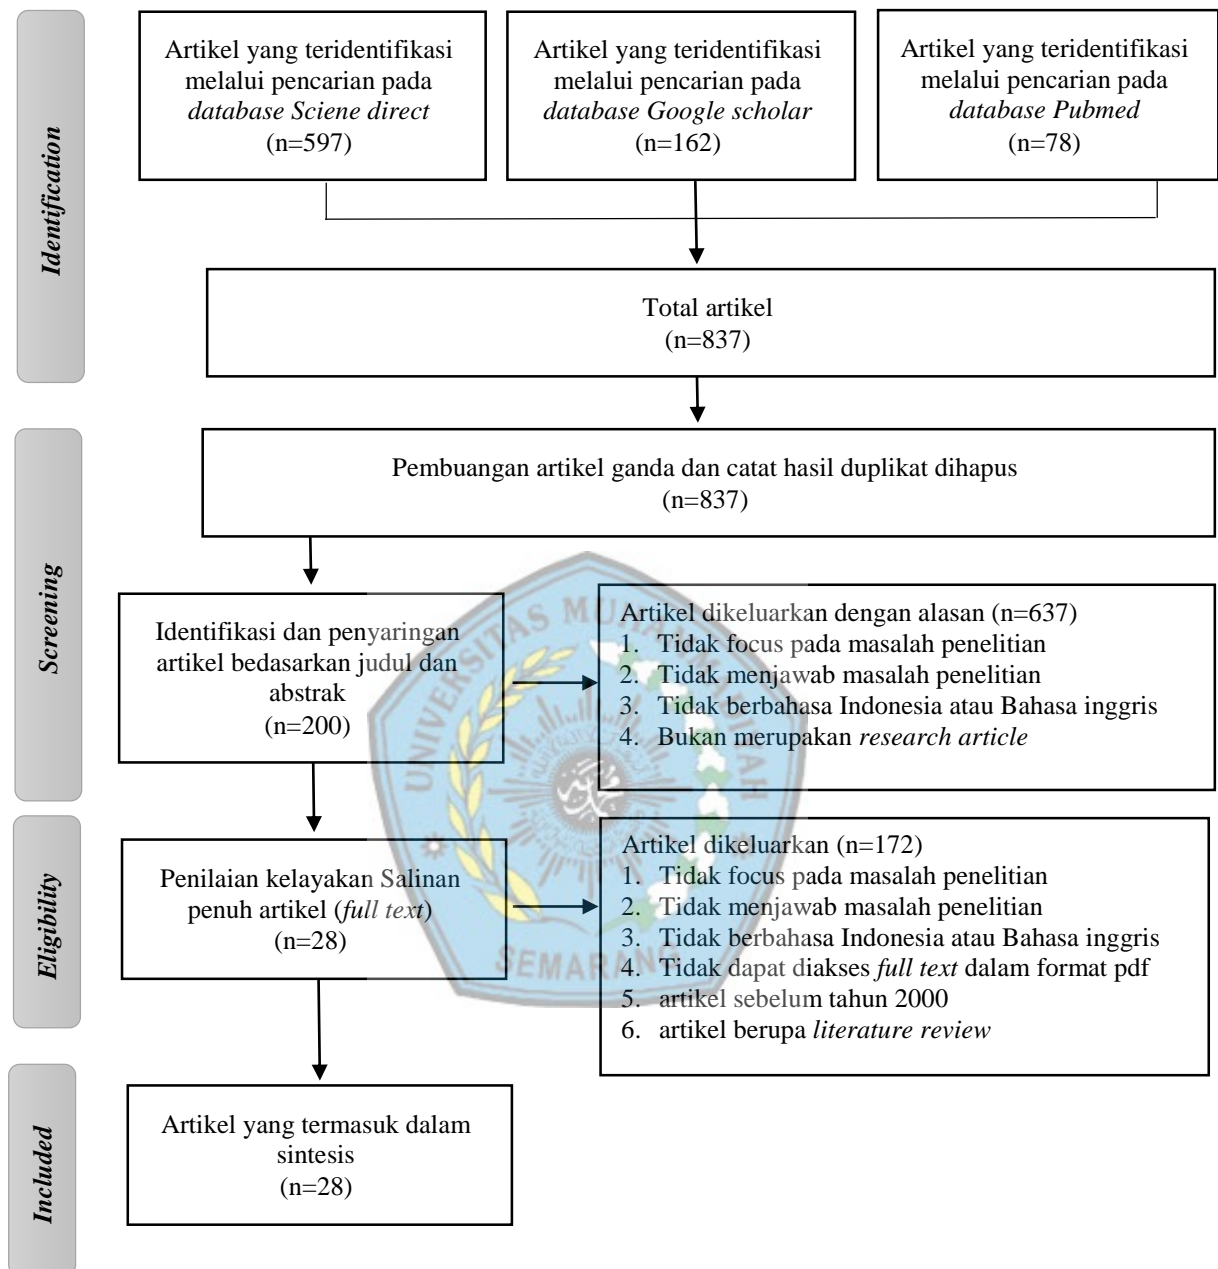 Identification
Artikel yang teridentifikasi
melalui pencarian pada
database Sciene direct
(n=597)
Artikel yang teridentifikasi
melalui pencarian pada
database Google scholar
(n=162)
Artikel yang teridentifikasi
melalui pencarian pada
database Pubmed
(n=78)
Total artikel
(n=837)
Screening
Pembuangan artikel ganda dan catat hasil duplikat dihapus
(n=837)
Identifikasi dan penyaringan
artikel bedasarkan judul dan
abstrak
(n=200)
Artikel dikeluarkan dengan alasan (n=637)
1. Tidak focus pada masalah penelitian
2. Tidak menjawab masalah penelitian
3. Tidak berbahasa Indonesia atau Bahasa inggris
4. Bukan merupakan research article
Eligibility
Penilaian kelayakan Salinan
penuh artikel (full text)
(n=28)
Artikel dikeluarkan (n=172)
1. Tidak focus pada masalah penelitian
2. Tidak menjawab masalah penelitian
3. Tidak berbahasa Indonesia atau Bahasa inggris
4. Tidak dapat diakses full text dalam format pdf
5. artikel sebelum tahun 2000
6. artikel berupa literature review
Included
Artikel yang termasuk dalam
sintesis
(n=28)
UNIVERSITAS MUHAMMADIYAH
SEMARANG